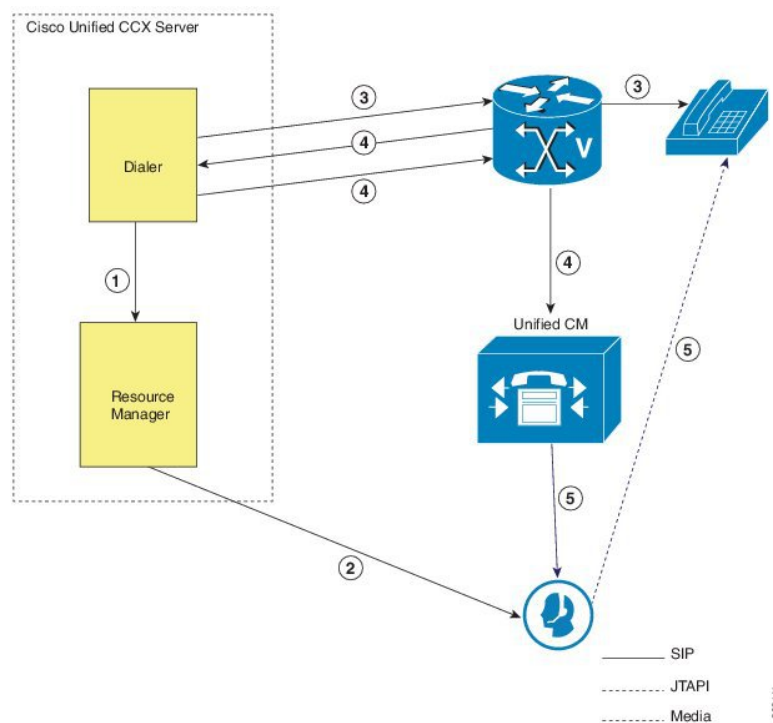 Cisco Unified CCX Server
3
3
Dialer
4
V
4
1
4
Unified CM
5
Resource
Manager
5
2
SIP
JTAPI
Media